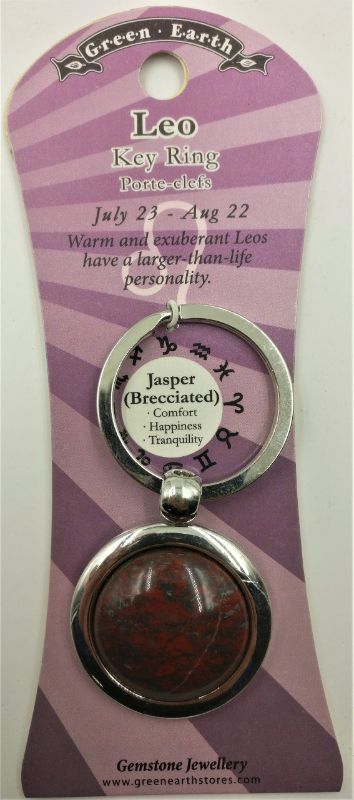 Green · Earth
Leo
Key Ring
Porte-clefs
July 23 - Aug 22
Warm and exuberant Leos
have a larger-than-life
personality.
Jasper
(Brecciated)
· Comfort
· Happiness
· Tranquility
Gemstone Jewellery
www.greenearthstores.com